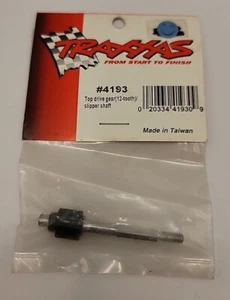 TRAXXAS
FROM START TO FINISH
#4193
Top drive gear(12-tooth)/
slipper shaft
0 20334 41930 9
Made in Taiwan